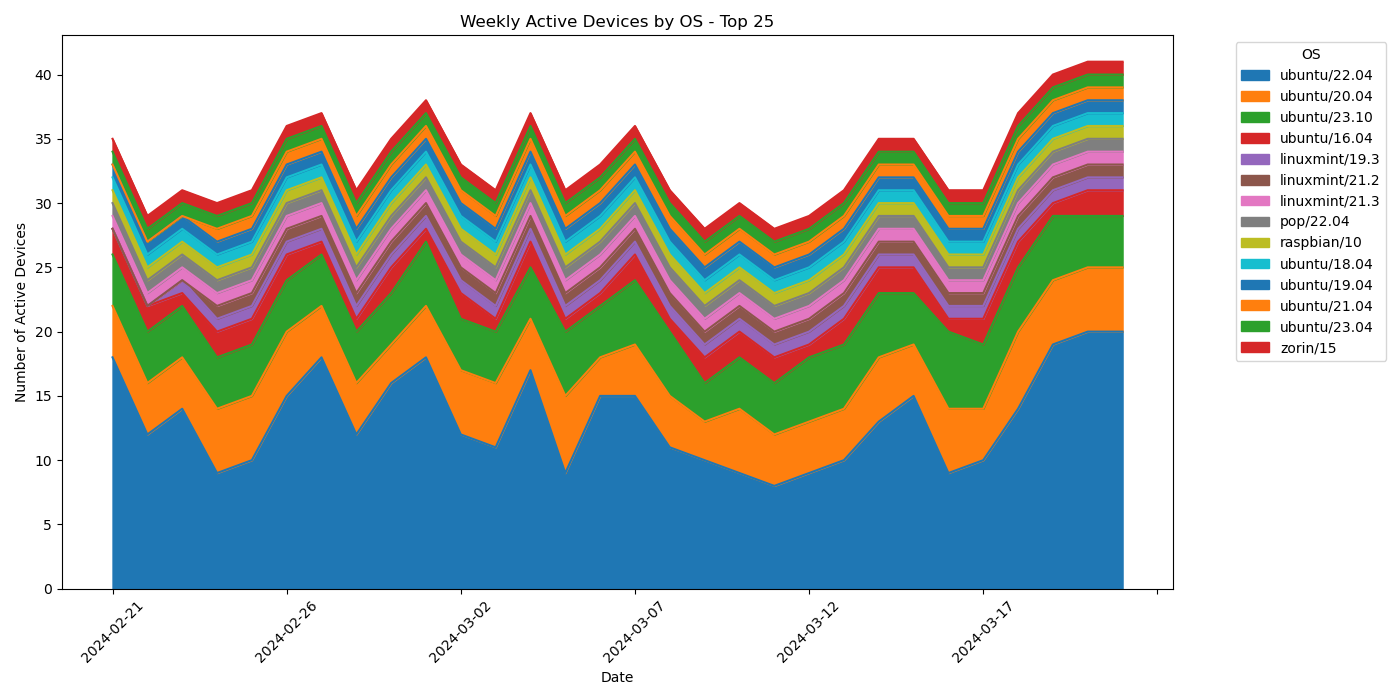 Weekly Active Devices by OS - Top 25
Number of Active Devices
40
35
30
25
20
15
10
5
0
2024-02-21
2024-02-26
2024-03-02
2024-03-07
2024-03-12
2024-03-17
Date
OS
ubuntu/22.04
ubuntu/20.04
ubuntu/23.10
ubuntu/16.04
linuxmint/19.3
linuxmint/21.2
linuxmint/21.3
pop/22.04
raspbian/10
ubuntu/18.04
ubuntu/19.04
ubuntu/21.04
ubuntu/23.04
zorin/15